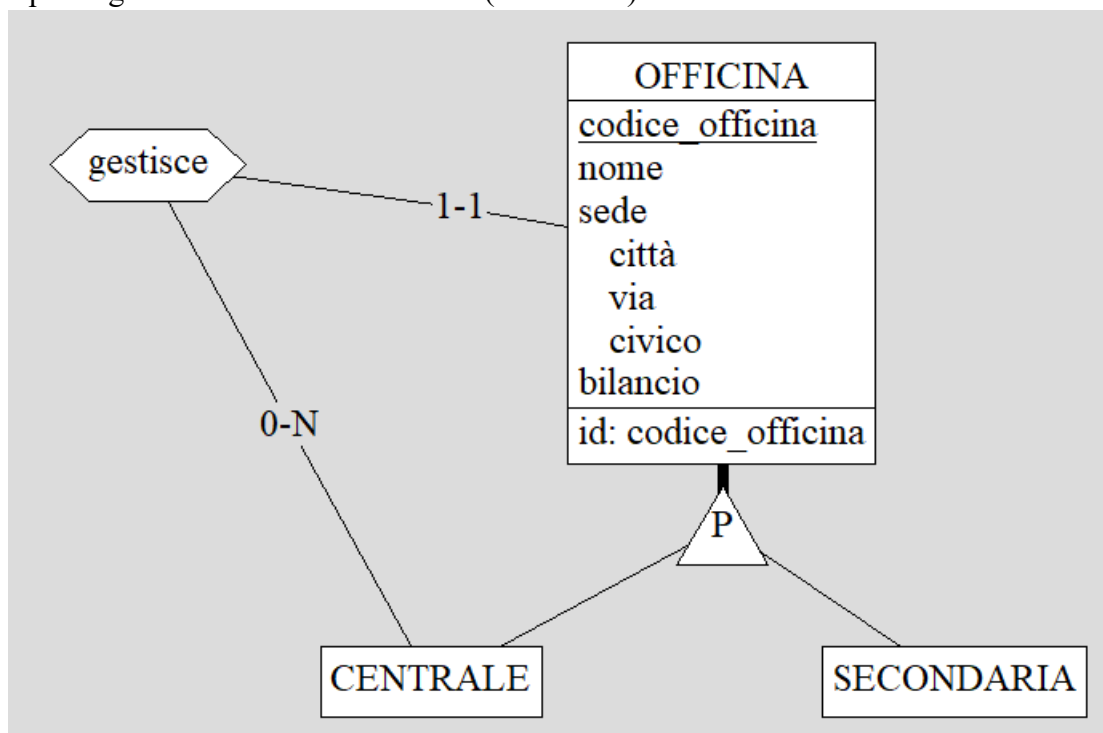 OFFICINA
codice_officina
nome
sede
città
via
civico
bilancio
id: codice_officina
gestisce
1-1
0-N
P
CENTRALE
SECONDARIA